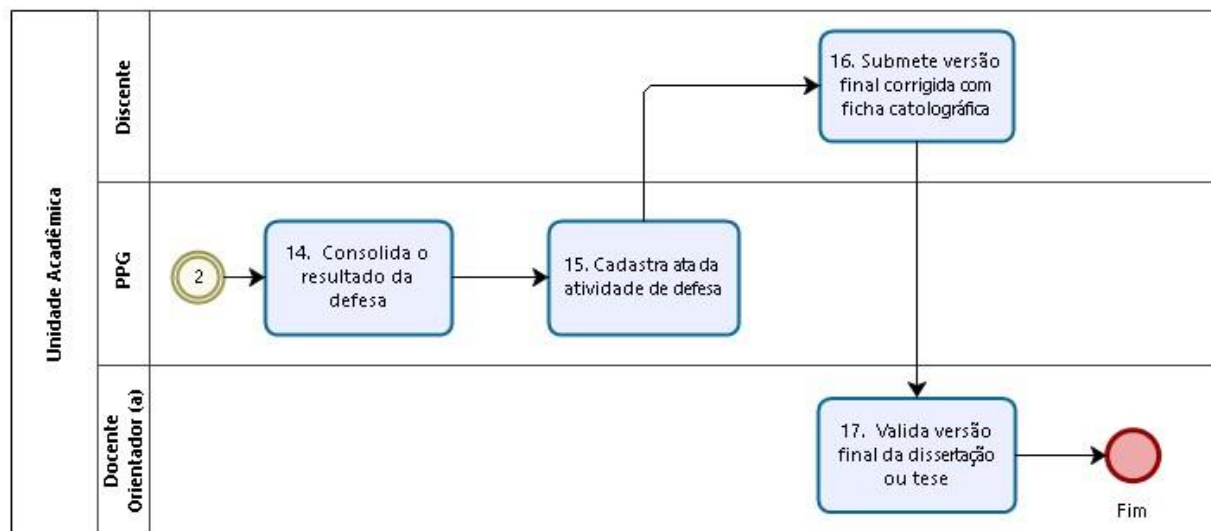 Unidade Acadêmica
Discente
16. Submete versão
final corrigida com
ficha catolográfica
PPG
2
14. Consolida o
resultado da
defesa
15. Cadastra ata da
atividade de defesa
Docente
Orientador (a)
17. Valida versão
final da dissertação
ou tese
Fim